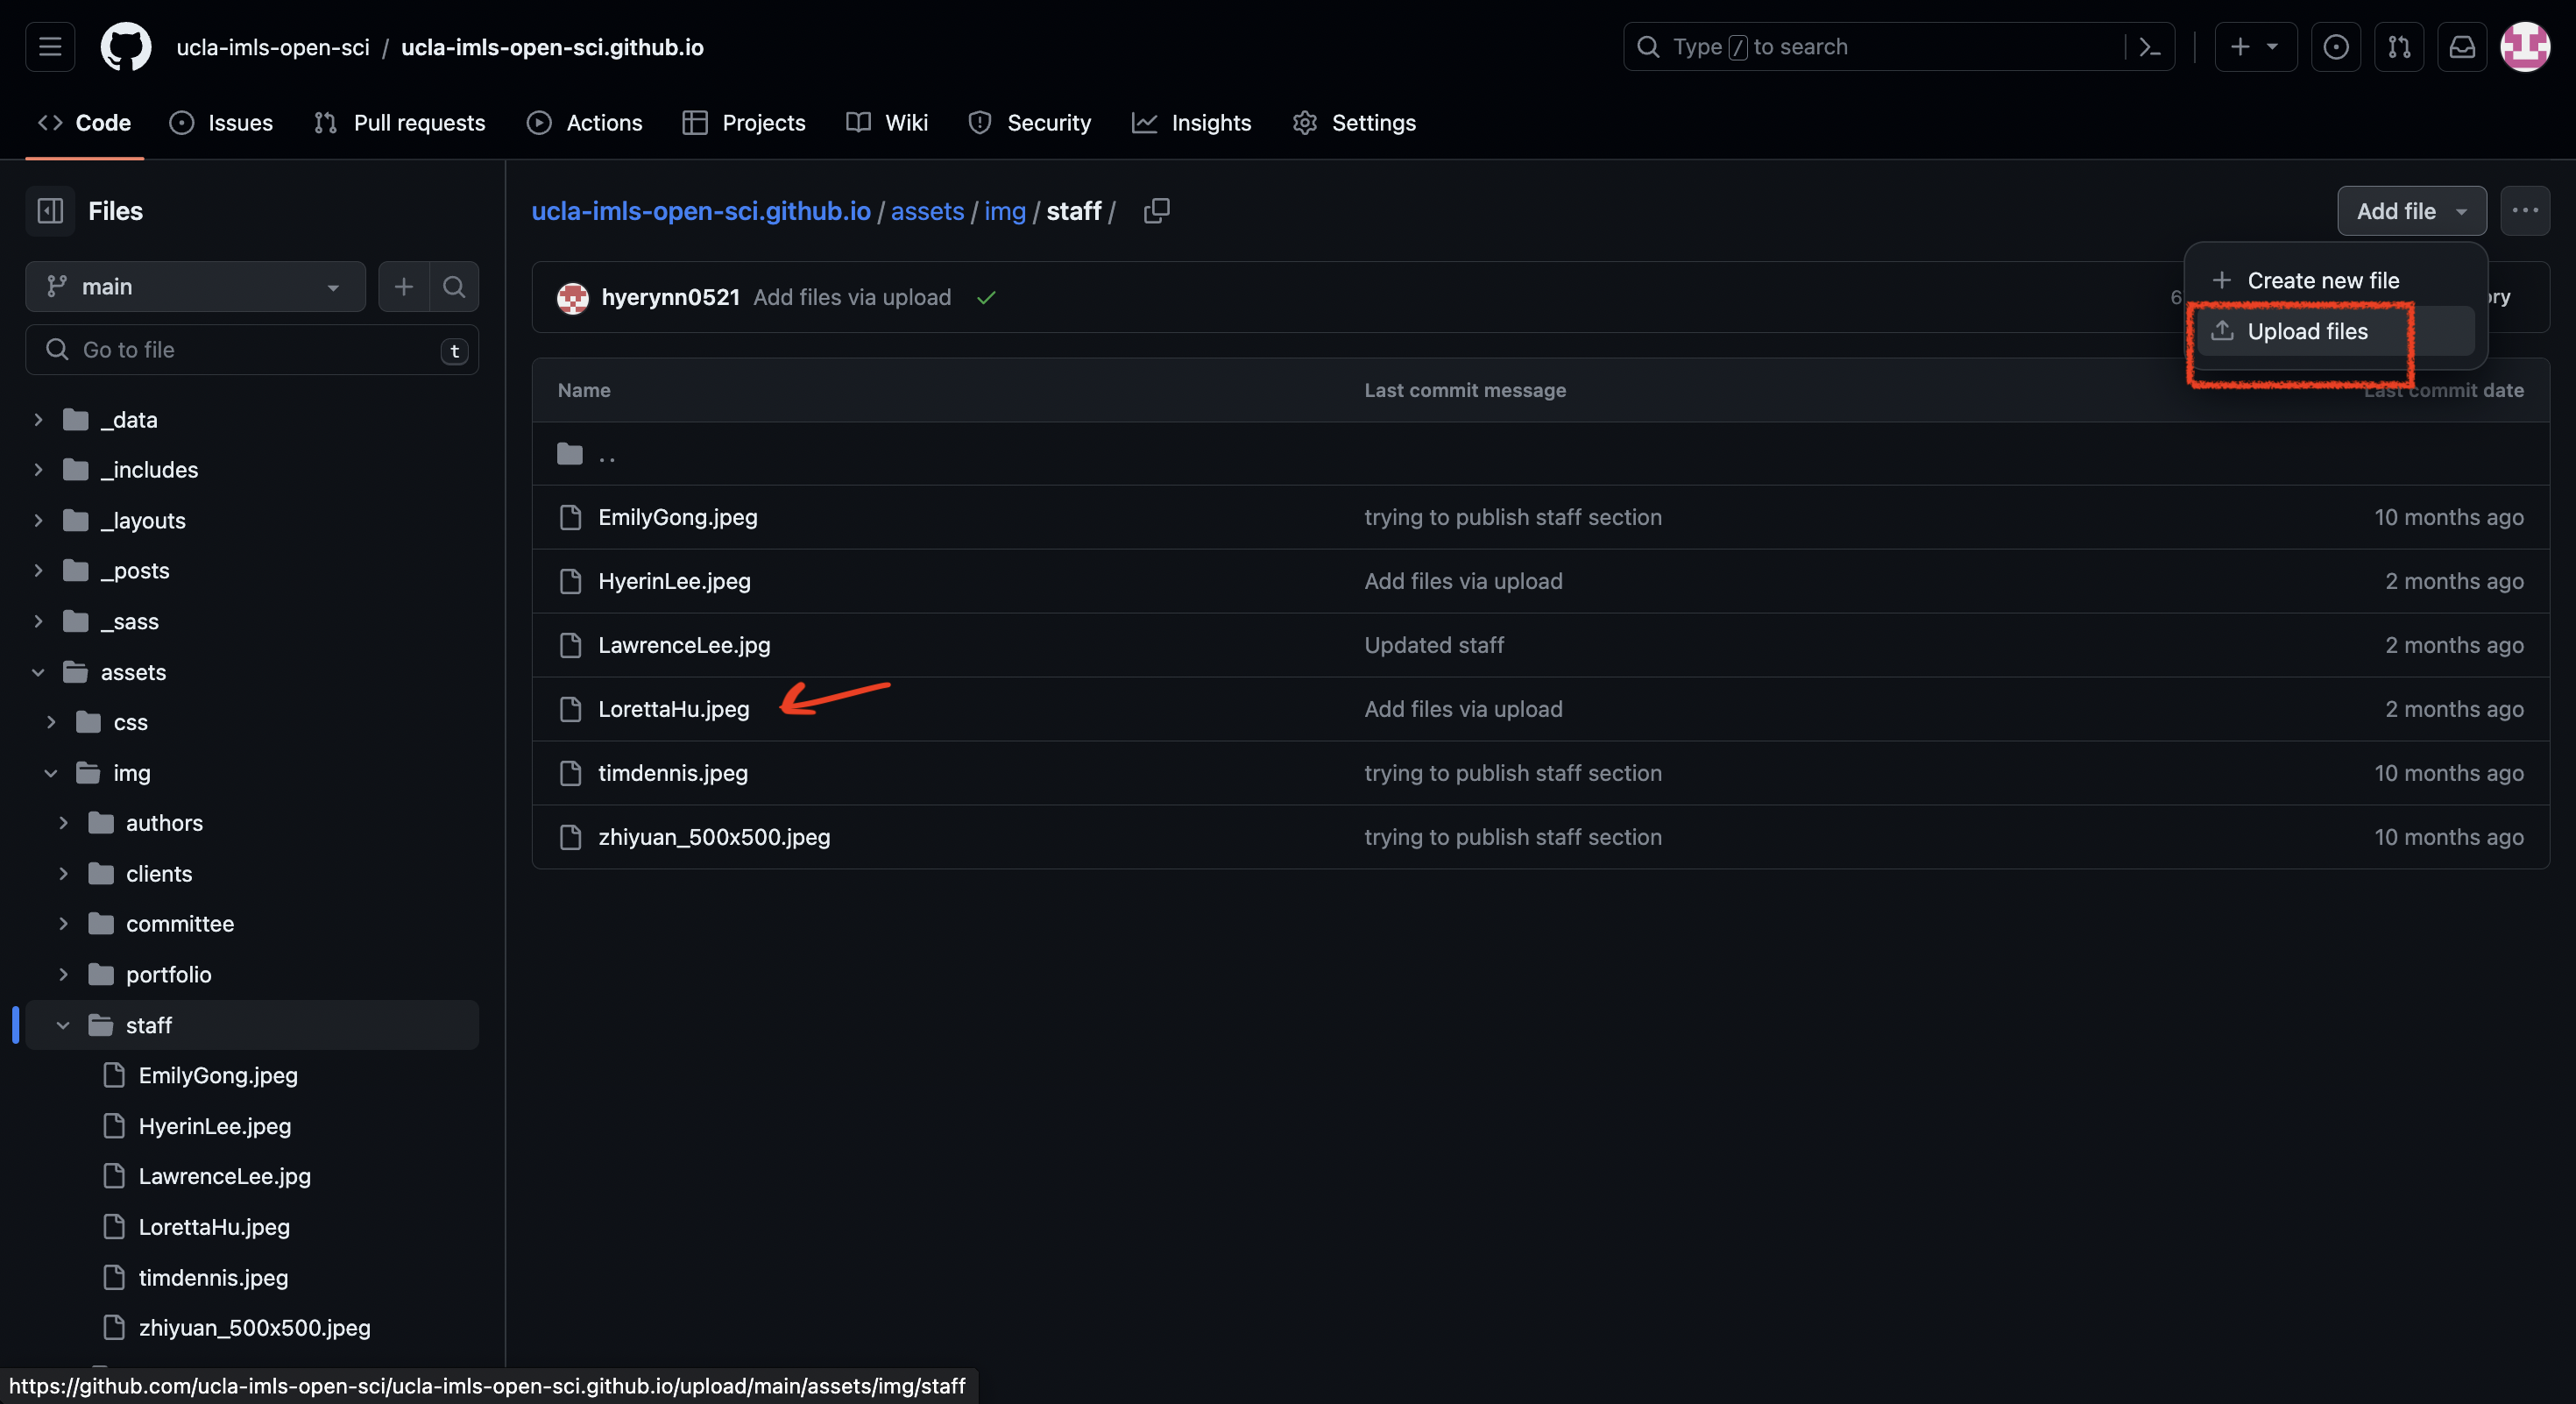 ucla-imls-open-sci / ucla-imls-open-sci.github.io
Type / to search
Code Issues Pull requests Actions Projects Wiki Security Insights Settings
Files
main
Go to file t
_data
_includes
_layouts
_posts
_sass
assets
css
img
authors
clients
committee
portfolio
staff
EmilyGong.jpeg
HyerinLee.jpeg
LawrenceLee.jpg
LorettaHu.jpeg
timdennis.jpeg
zhiyuan_500x500.jpeg
ucla-imls-open-sci.github.io / assets / img / staff /
Add file
Create new file
Upload files
hyerynn0521 Add files via upload
Name Last commit message Last commit date
..
EmilyGong.jpeg trying to publish staff section 10 months ago
HyerinLee.jpeg Add files via upload 2 months ago
LawrenceLee.jpg Updated staff 2 months ago
LorettaHu.jpeg Add files via upload 2 months ago
timdennis.jpeg trying to publish staff section 10 months ago
zhiyuan_500x500.jpeg trying to publish staff section 10 months ago
https://github.com/ucla-imls-open-sci/ucla-imls-open-sci.github.io/upload/main/assets/img/staff